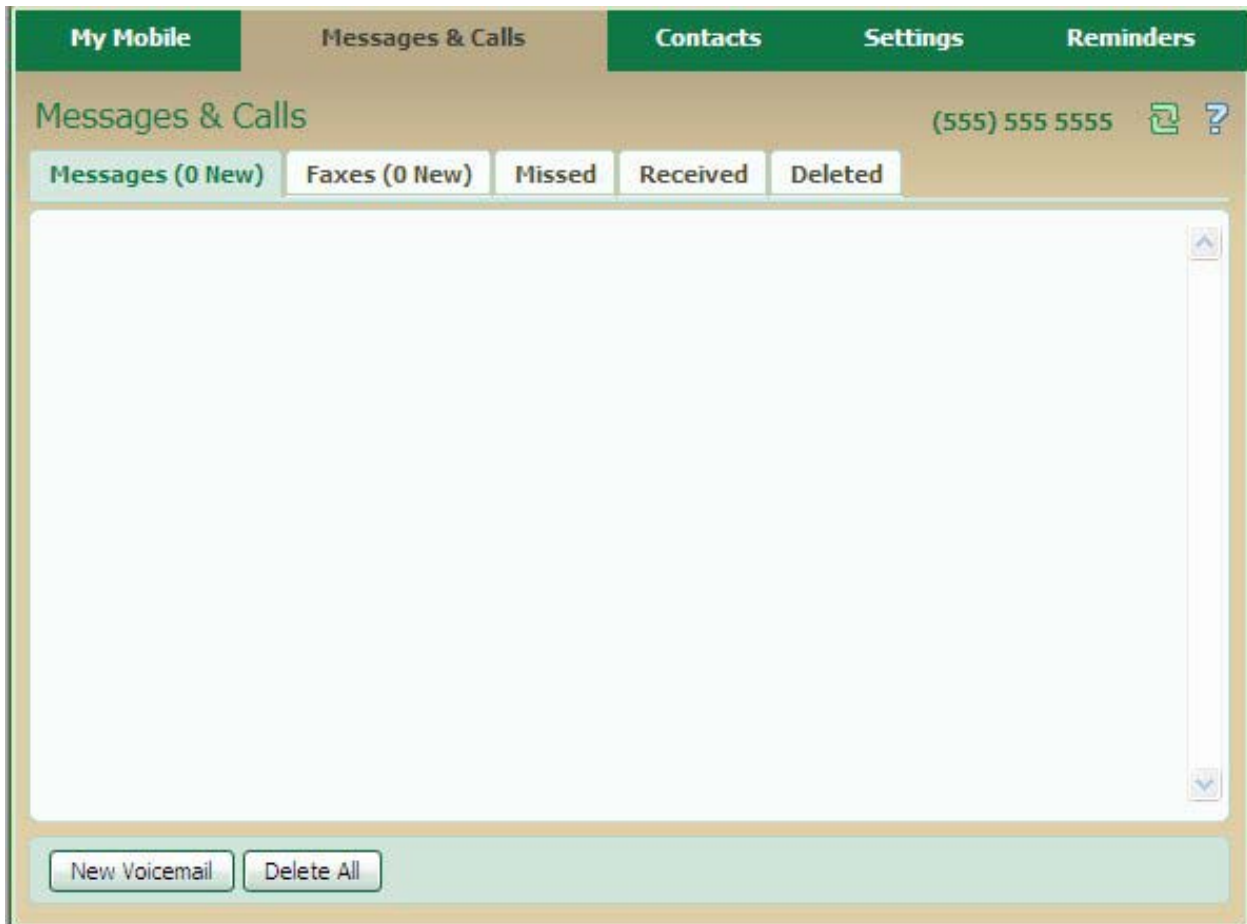 My Mobile Messages & Calls Contacts Settings Reminders
Messages & Calls (555) 555 5555 ?
Messages (0 New) Faxes (0 New) Missed Received Deleted
New Voicemail Delete All